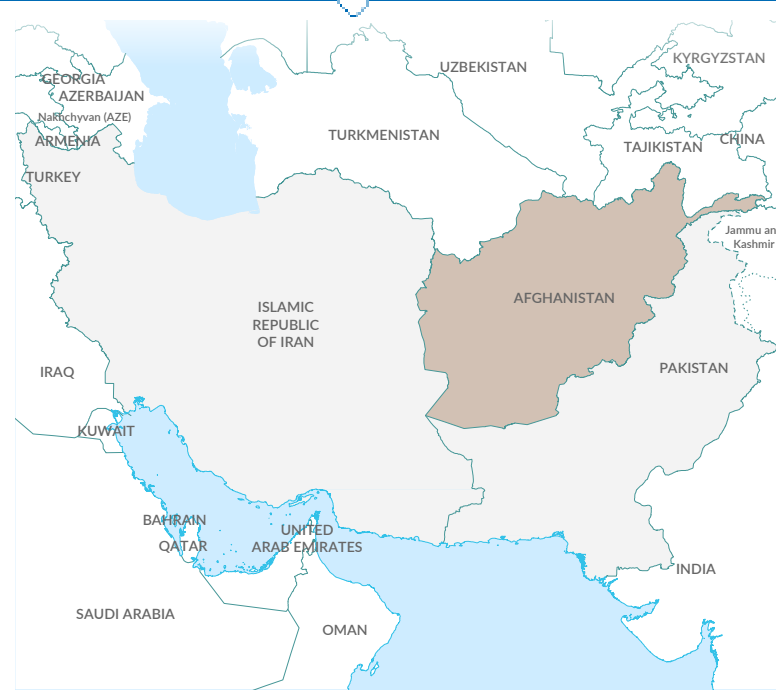 KYRGYZSTAN
UZBEKISTAN
GEORGIA
AZERBAIJAN
Nakhchyvan (AZE)
TURKMENISTAN
ARMENIA
CHINA
TAJIKISTAN
TURKEY
Jammu an
Kashmir
AFGHANISTAN
ISLAMIC
REPUBLIC
OF IRAN
PAKISTAN
IRAQ
KUWAIT
BAHRAIN
QATAR
UNITED
ARAB EMIRATES
INDIA
SAUDI ARABIA
OMAN